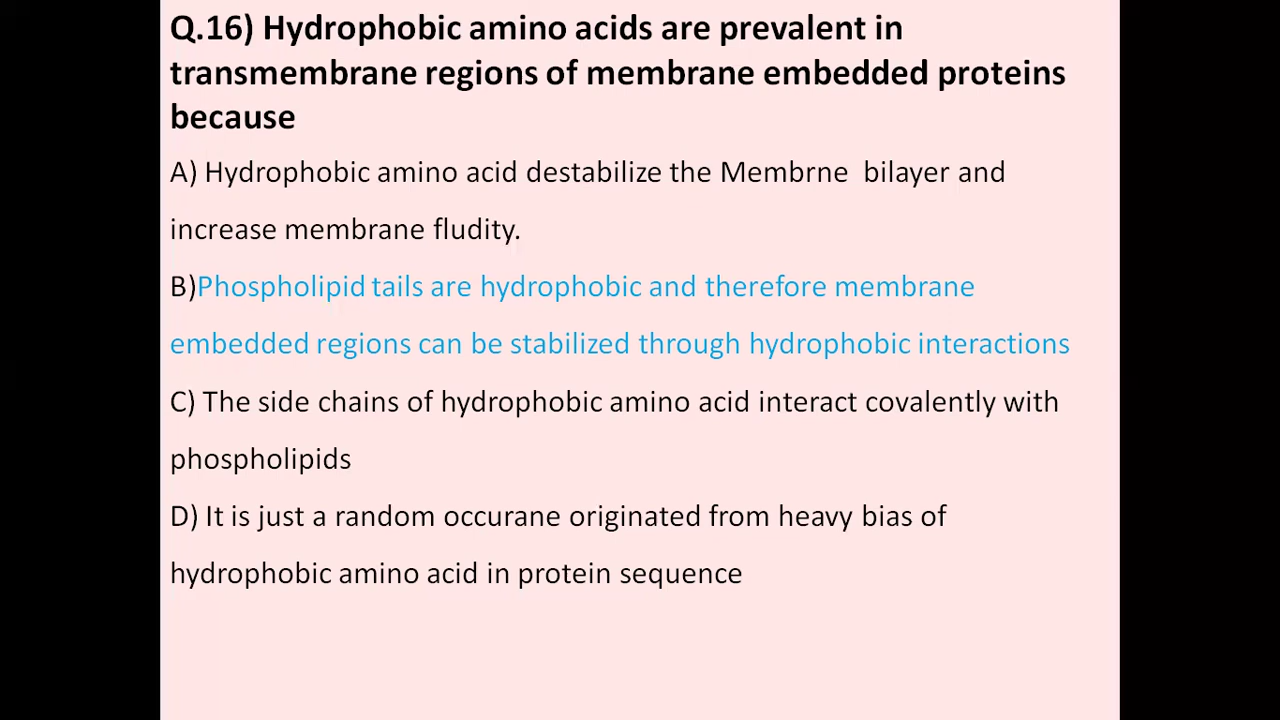 Q.16) Hydrophobic amino acids are prevalent in
transmembrane regions of membrane embedded proteins
because
A) Hydrophobic amino acid destabilize the Membrne bilayer and
increase membrane fludity.
B)Phospholipid tails are hydrophobic and therefore membrane
embedded regions can be stabilized through hydrophobic interactions
C) The side chains of hydrophobic amino acid interact covalently with
phospholipids
D) It is just a random occurane originated from heavy bias of
hydrophobic amino acid in protein sequence